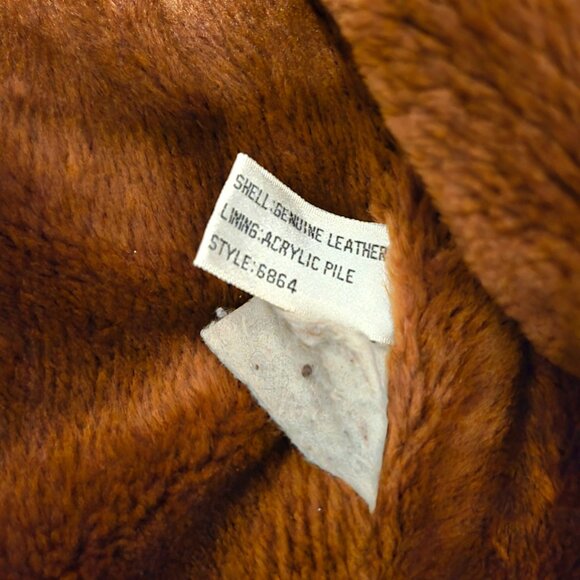 SHELL:GENUINE LEATHER
LINING:ACRYLIC PILE
STYLE:6864